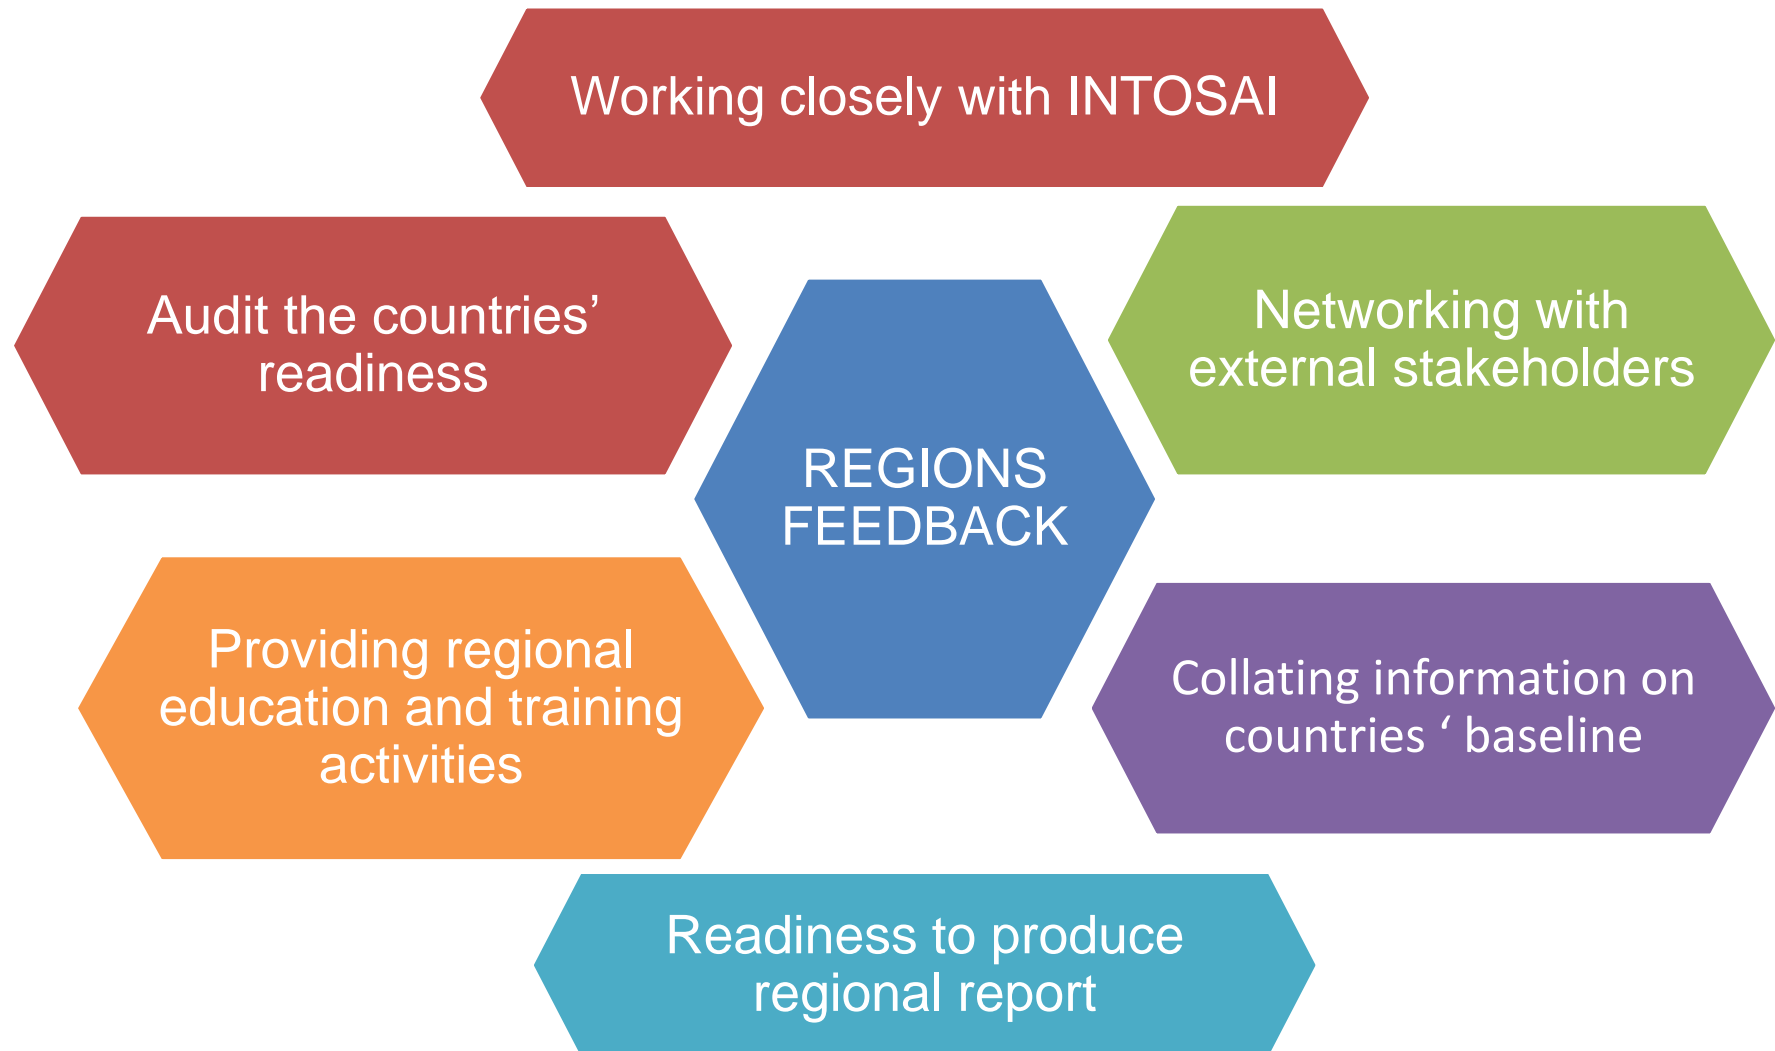 Working closely with INTOSAI
Audit the countries’
readiness
Networking with
external stakeholders
REGIONS
FEEDBACK
Providing regional
education and training
activities
Collating information on
countries ‘ baseline
Readiness to produce
regional report